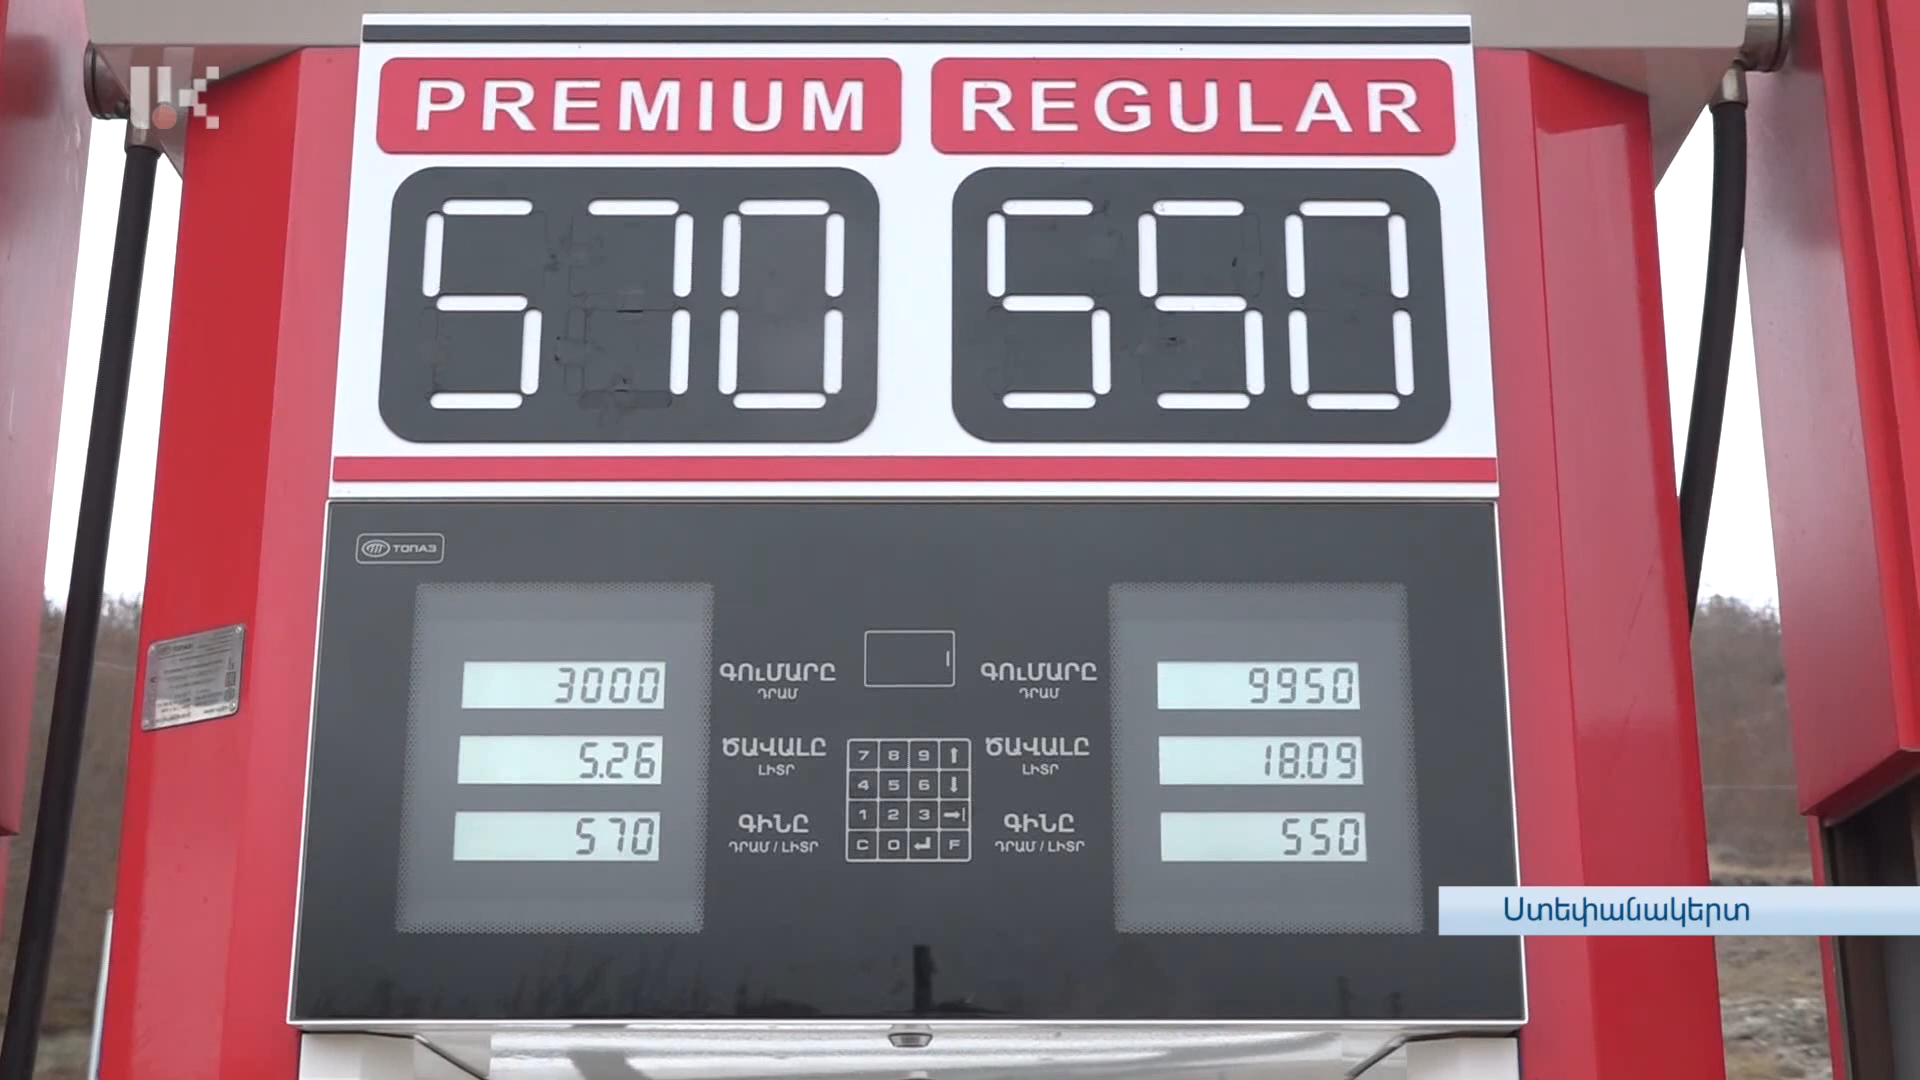 PREMIUM REGULAR
570 550
ТОПАЗ
3000 ԳՈւՄԱՐԸ ԳՈւՄԱՐԸ 9950
ԴՐԱՄ ԴՐԱՄ
5.26 ԾԱՎԱԼԸ 7 8 9 ↑ ԾԱՎԱԼԸ 18.09
ԼԻՏՐ 4 5 6 ↓ ԼԻՏՐ
570 ԳԻՆԸ 1 2 3 →| ԳԻՆԸ 550
ԴՐԱՄ / ԼԻՏՐ C 0 ↵ F ԴՐԱՄ / ԼԻՏՐ
Ստեփանակերտ